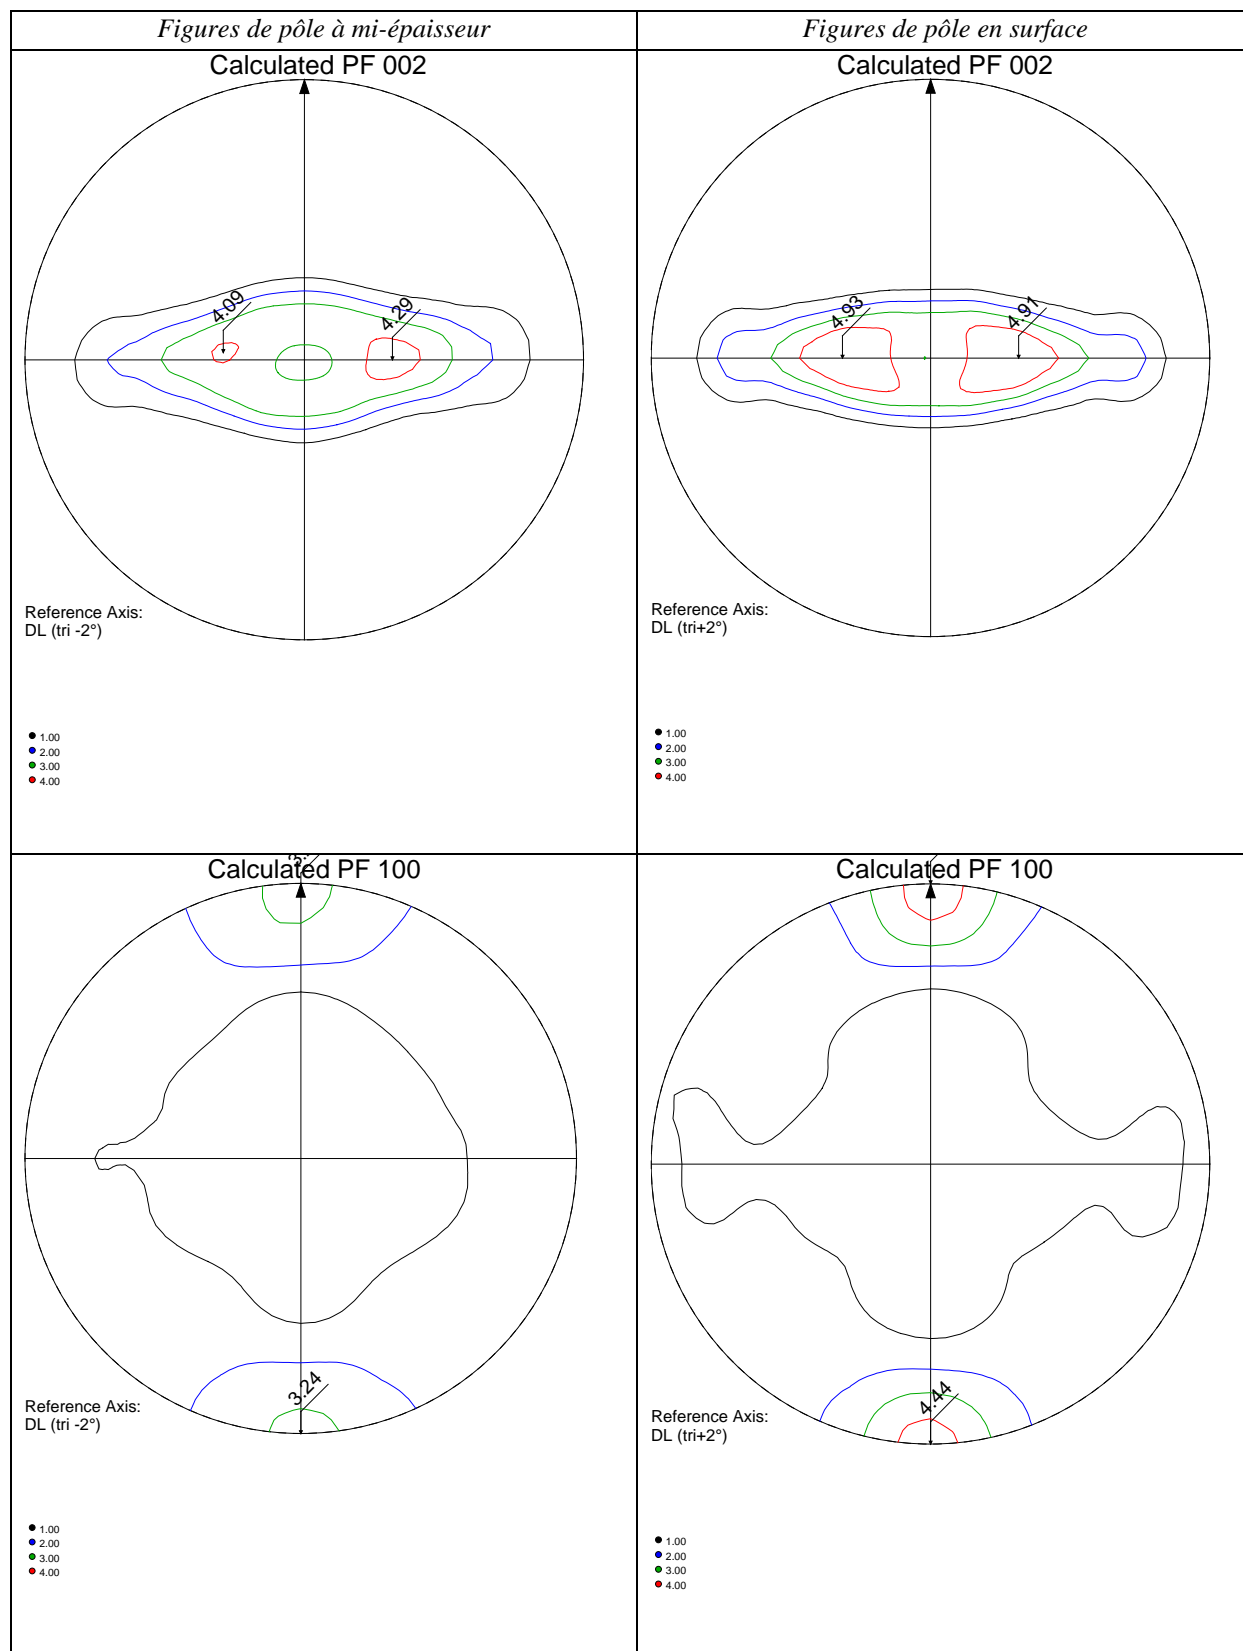 Figures de pôle à mi-épaisseur
Figures de pôle en surface
Calculated PF 002
4.09
4.29
Reference Axis:
DL (tri -2°)
1.00
2.00
3.00
4.00
Calculated PF 002
4.93
4.91
Reference Axis:
DL (tri+2°)
1.00
2.00
3.00
4.00
Calculated PF 100
3.24
Reference Axis:
DL (tri -2°)
1.00
2.00
3.00
4.00
Calculated PF 100
4.44
Reference Axis:
DL (tri+2°)
1.00
2.00
3.00
4.00